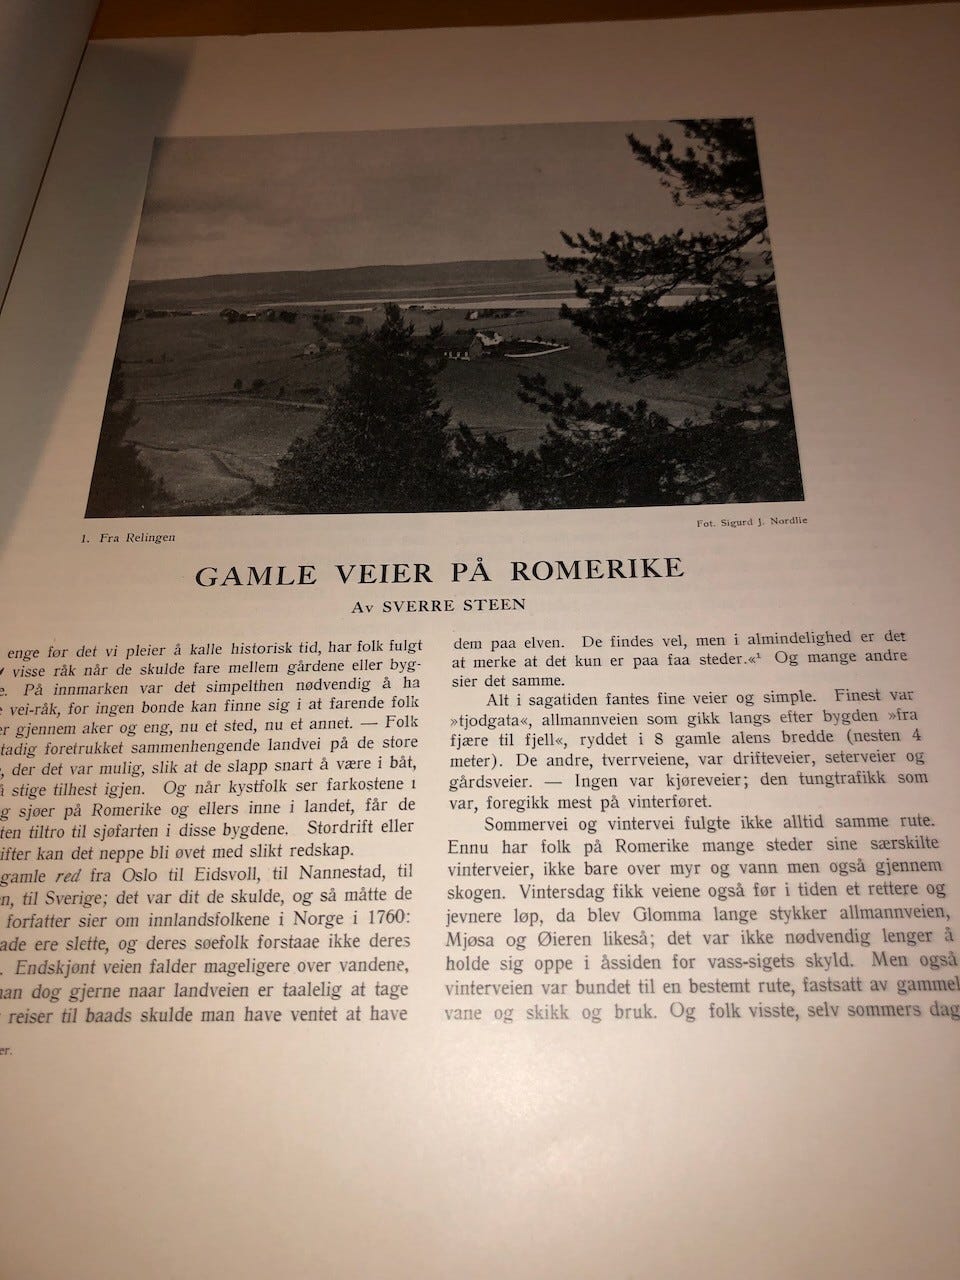 1. Fra Relingen
Fot. Sigurd J. Nordlie
GAMLE VEIER PÅ ROMERIKE
Av SVERRE STEEN
enge før det vi pleier å kalle historisk tid, har folk fulgt
visse råk når de skulde fare mellem gårdene eller byg-
På innmarken var det simpelthen nødvendig å ha
vei-råk, for ingen bonde kan finne sig i at farende folk
gjennem aker og eng, nu et sted, nu et annet. — Folk
tadig foretrukket sammenhengende landvei på de store
der det var mulig, slik at de slapp snart å være i båt,
stige tilhest igjen. Og når kystfolk ser farkostene i
g sjøer på Romerike og ellers inne i landet, får de
ten tiltro til sjøfarten i disse bygdene. Stordrift eller
ifter kan det neppe bli øvet med slikt redskap.
gamle red fra Oslo til Eidsvoll, til Nannestad, til
n, til Sverige; det var dit de skulde, og så måtte de
forfatter sier om innlandsfolkene i Norge i 1760:
ade ere slette, og deres søefolk forstaae ikke deres
. Endskjønt veien falder mageligere over vandene,
an dog gjerne naar landveien er taalelig at tage
reiser til baads skulde man have ventet at have
er.
dem paa elven. De findes vel, men i almindelighed er det
at merke at det kun er paa faa steder.«¹ Og mange andre
sier det samme.
Alt i sagatiden fantes fine veier og simple. Finest var
»tjodgata«, allmannveien som gikk langs efter bygden »fra
fjære til fjell«, ryddet i 8 gamle alens bredde (nesten 4
meter). De andre, tverrveiene, var drifteveier, seterveier og
gårdsveier. — Ingen var kjøreveier; den tungtrafikk som
var, foregikk mest på vinterføret.
Sommervei og vintervei fulgte ikke alltid samme rute.
Ennu har folk på Romerike mange steder sine særskilte
vinterveier, ikke bare over myr og vann men også gjennem
skogen. Vintersdag fikk veiene også før i tiden et rettere og
jevnere løp, da blev Glomma lange stykker allmannveien,
Mjøsa og Øieren likeså; det var ikke nødvendig lenger å
holde sig oppe i åssiden for vass-sigets skyld. Men også
vinterveien var bundet til en bestemt rute, fastsatt av gammel
vane og skikk og bruk. Og folk visste, selv sommers dag